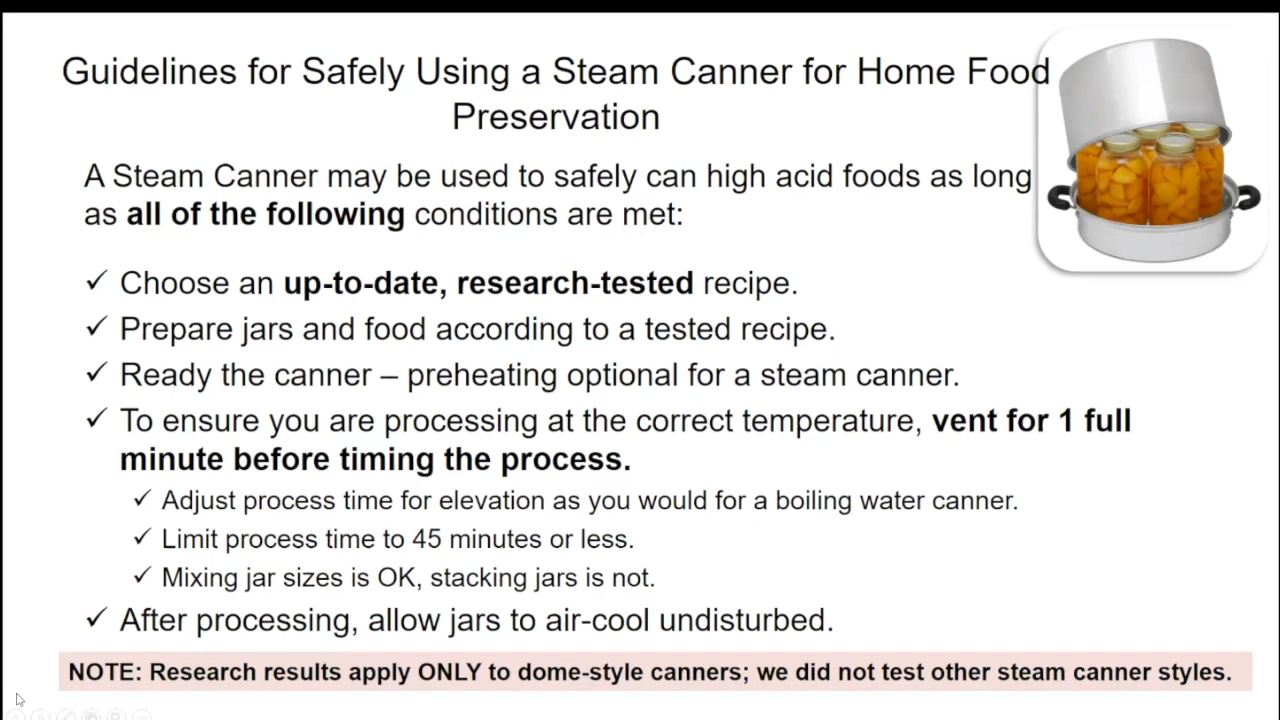 Guidelines for Safely Using a Steam Canner for Home Food
Preservation
A Steam Canner may be used to safely can high acid foods as long
as all of the following conditions are met:
✓ Choose an up-to-date, research-tested recipe.
✓ Prepare jars and food according to a tested recipe.
✓ Ready the canner – preheating optional for a steam canner.
✓ To ensure you are processing at the correct temperature, vent for 1 full
minute before timing the process.
✓ Adjust process time for elevation as you would for a boiling water canner.
✓ Limit process time to 45 minutes or less.
✓ Mixing jar sizes is OK, stacking jars is not.
✓ After processing, allow jars to air-cool undisturbed.
NOTE: Research results apply ONLY to dome-style canners; we did not test other steam canner styles.